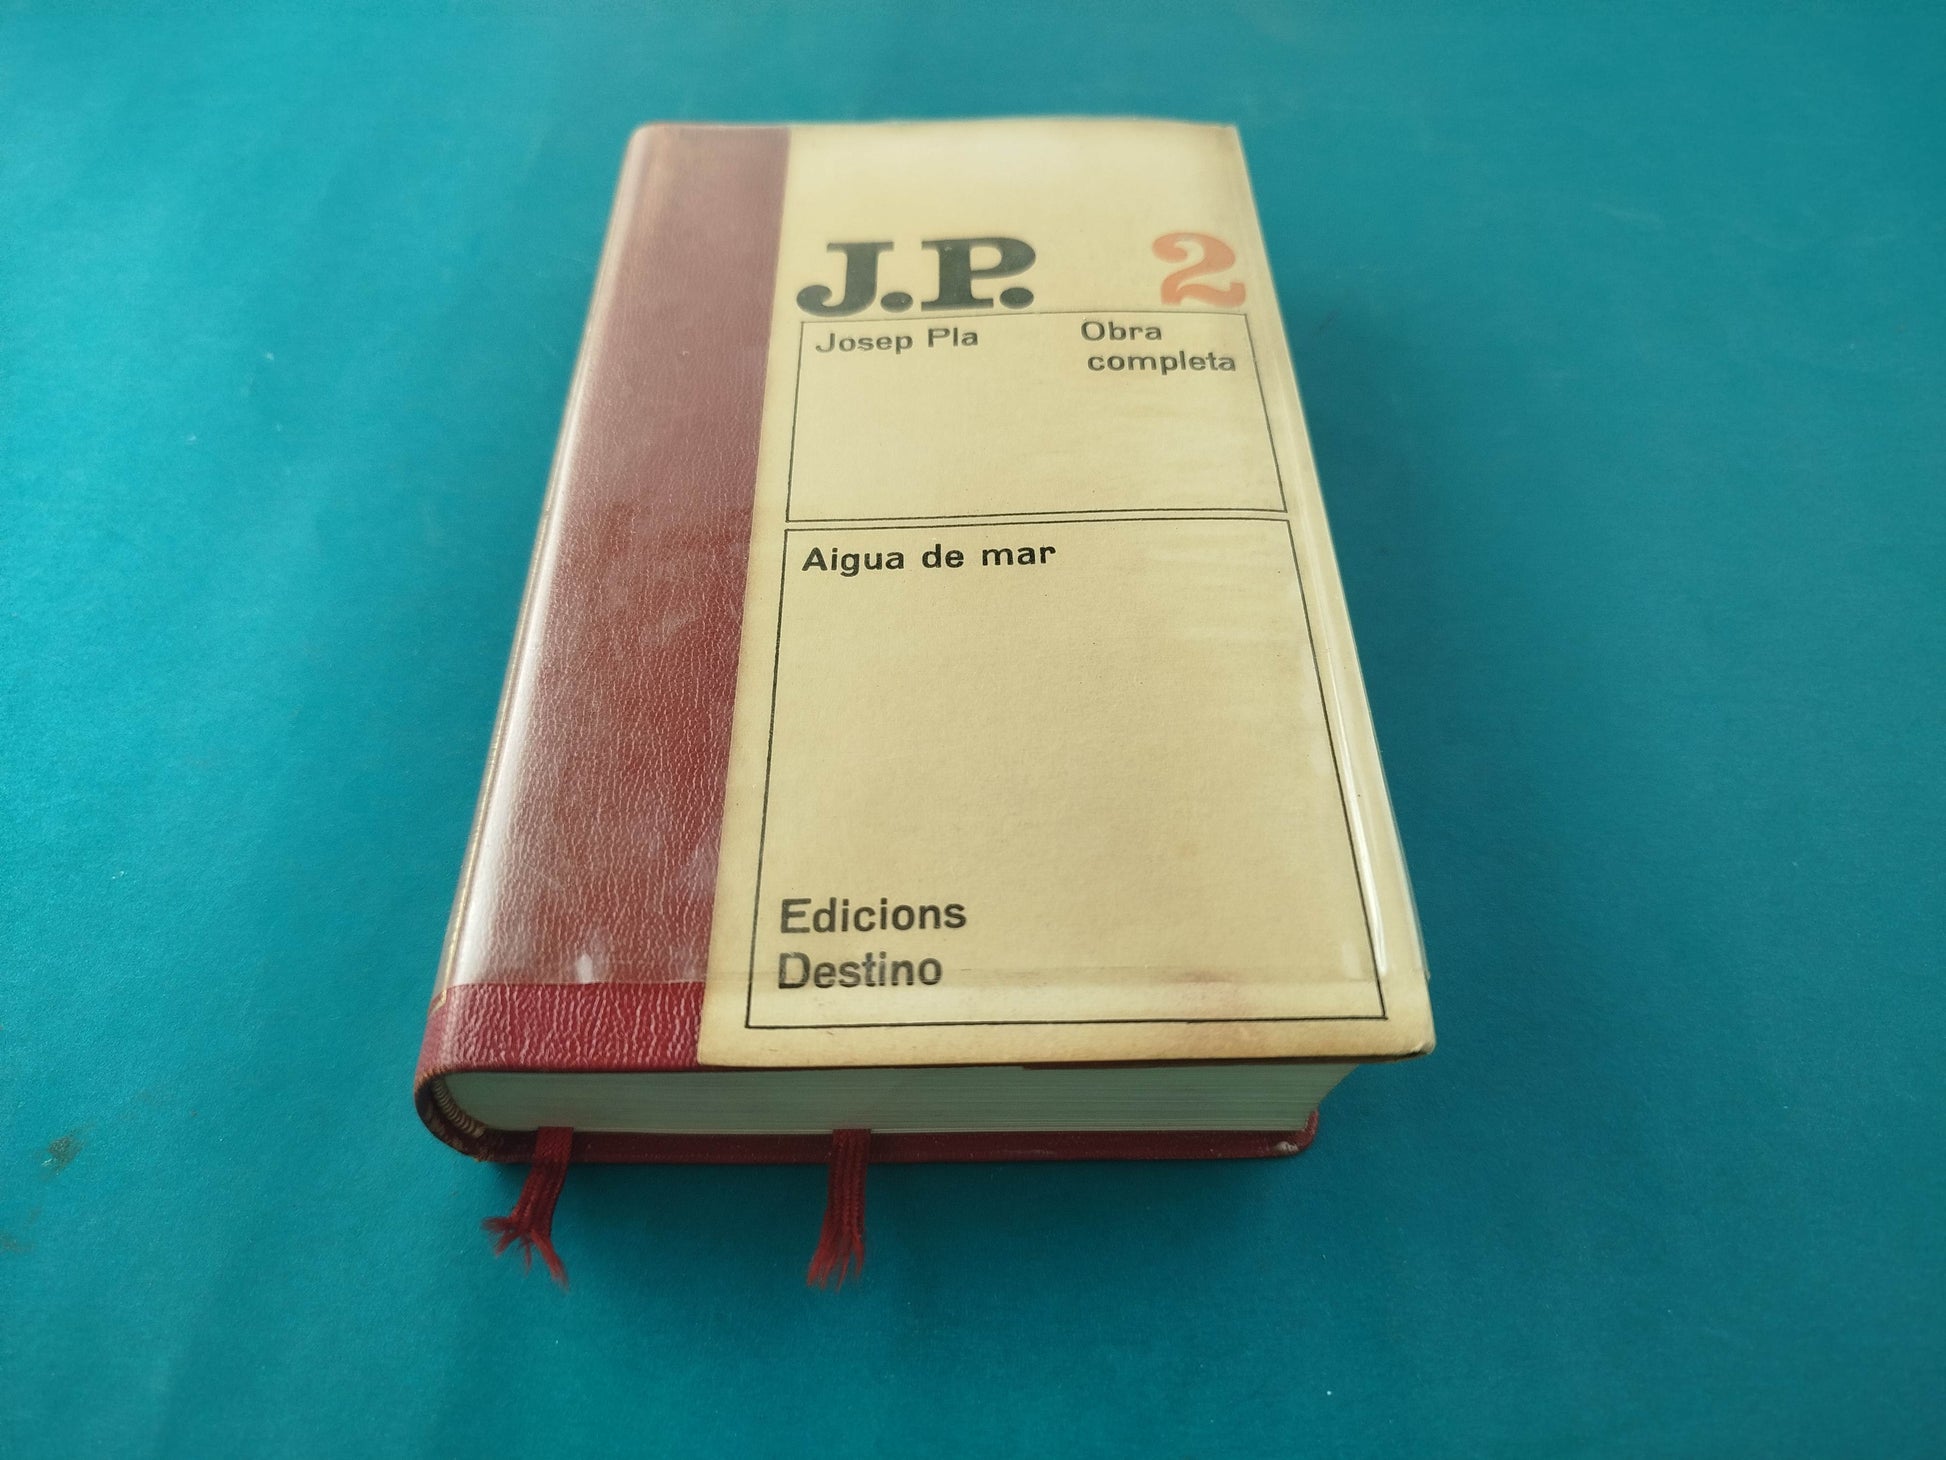 J.P. 2
Josep Pla Obra
completa
Aigua de mar
Edicions
Destino